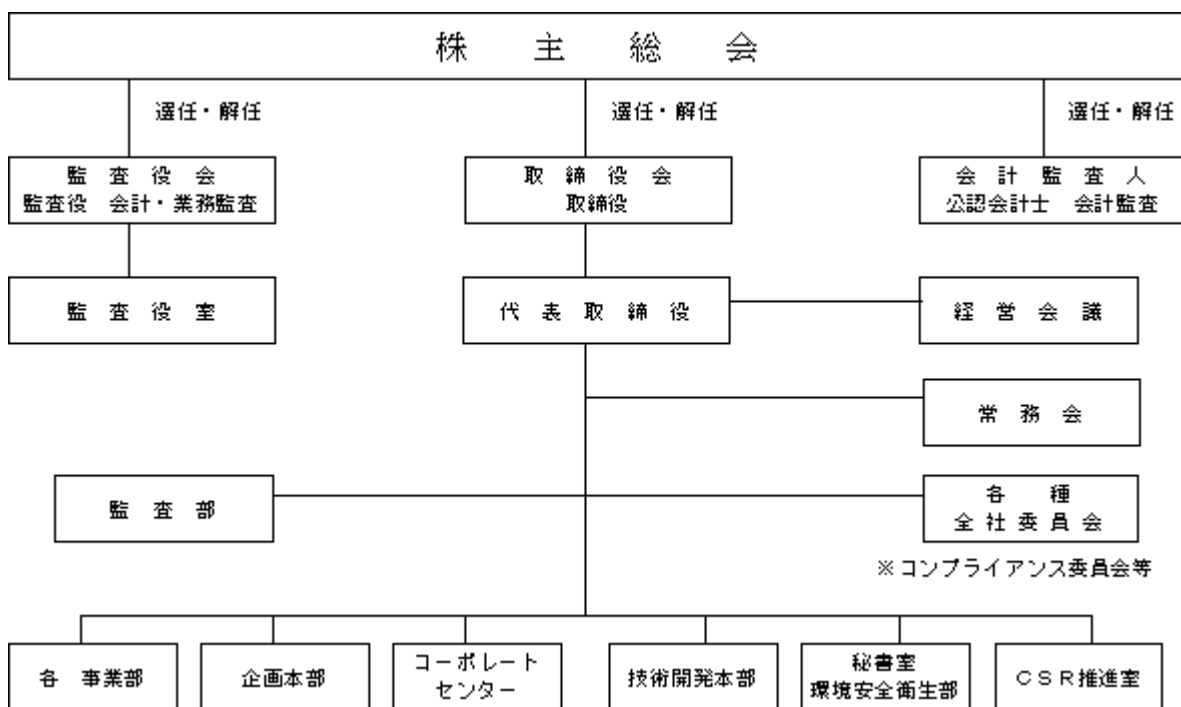 株主総会
選任・解任
選任・解任
選任・解任
監査役会
監査役 会計・業務監査
取締役会
取締役
会計監査人
公認会計士 会計監査
監査役室
代表取締役
経営会議
常務会
監査部
各種
全社委員会
※コンプライアンス委員会等
各 事業部
企画本部
コーポレート
センター
技術開発本部
秘書室
環境安全衛生部
CSR推進室